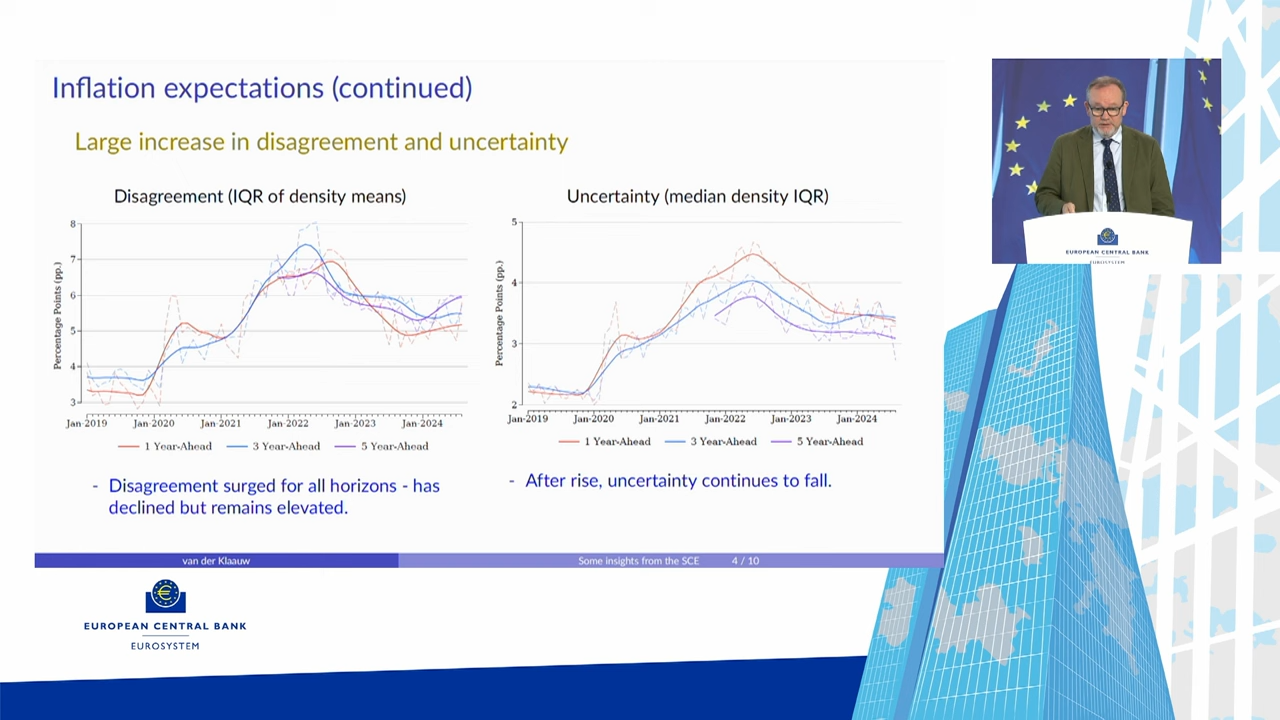 Inflation expectations (continued)
Large increase in disagreement and uncertainty
Disagreement (IQR of density means)
Percentage Points (pp.)
8
7
6
5
4
3
Jan-2019
Jan-2020
Jan-2021
Jan-2022
Jan-2023
Jan-2024
1 Year-Ahead
3 Year-Ahead
5 Year-Ahead
- Disagreement surged for all horizons - has
declined but remains elevated.
Uncertainty (median density IQR)
Percentage Points (pp.)
5
4
3
2
Jan-2019
Jan-2020
Jan-2021
Jan-2022
Jan-2023
Jan-2024
1 Year-Ahead
3 Year-Ahead
5 Year-Ahead
- After rise, uncertainty continues to fall.
van der Klaauw
Some insights from the SCE
4 / 10
EUROPEAN CENTRAL BANK
EUROSYSTEM
EUROPEAN CENTRAL BANK
EUROSYSTEM